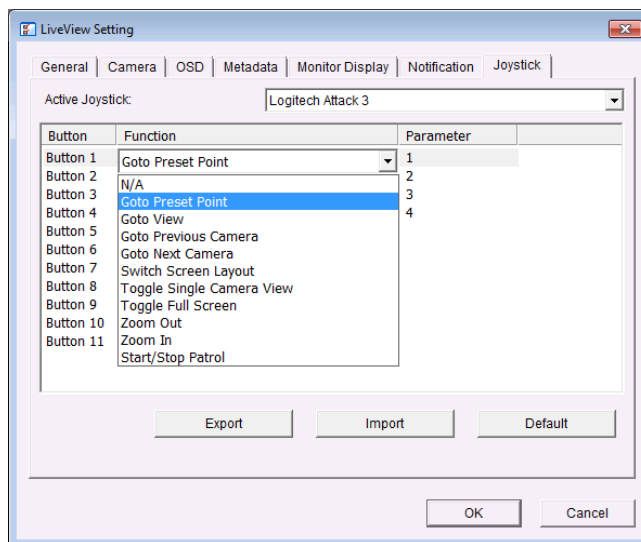 LiveView Setting
General Camera OSD Metadata Monitor Display Notification Joystick
Active Joystick: Logitech Attack 3
Button Function Parameter
Button 1 Goto Preset Point 1
Button 2 N/A 2
Button 3 Goto Preset Point 3
Button 4 Goto View 4
Button 5 Goto Previous Camera
Button 6 Goto Next Camera
Button 7 Switch Screen Layout
Button 8 Toggle Single Camera View
Button 9 Toggle Full Screen
Button 10 Zoom Out
Button 11 Zoom In
Start/Stop Patrol
Export Import Default
OK Cancel